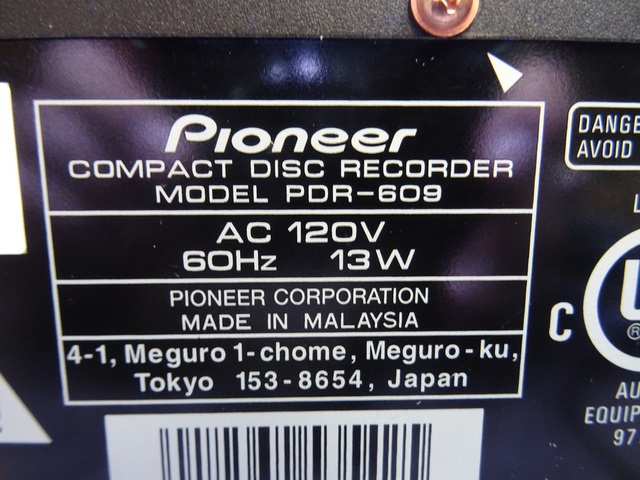 Pioneer
COMPACT DISC RECORDER
MODEL PDR-609
AC 120V
60Hz 13W
PIONEER CORPORATION
MADE IN MALAYSIA
4-1, Meguro 1-chome, Meguro-ku,
Tokyo 153-8654, Japan
AVOID
C
®
97